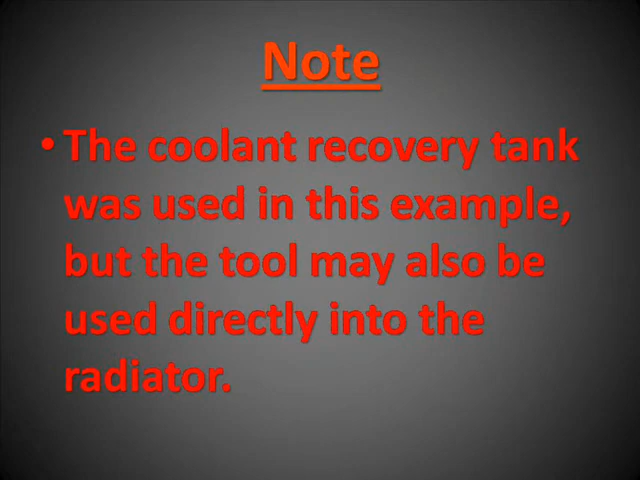 Note
• The coolant recovery tank
was used in this example,
but the tool may also be
used directly into the
radiator.